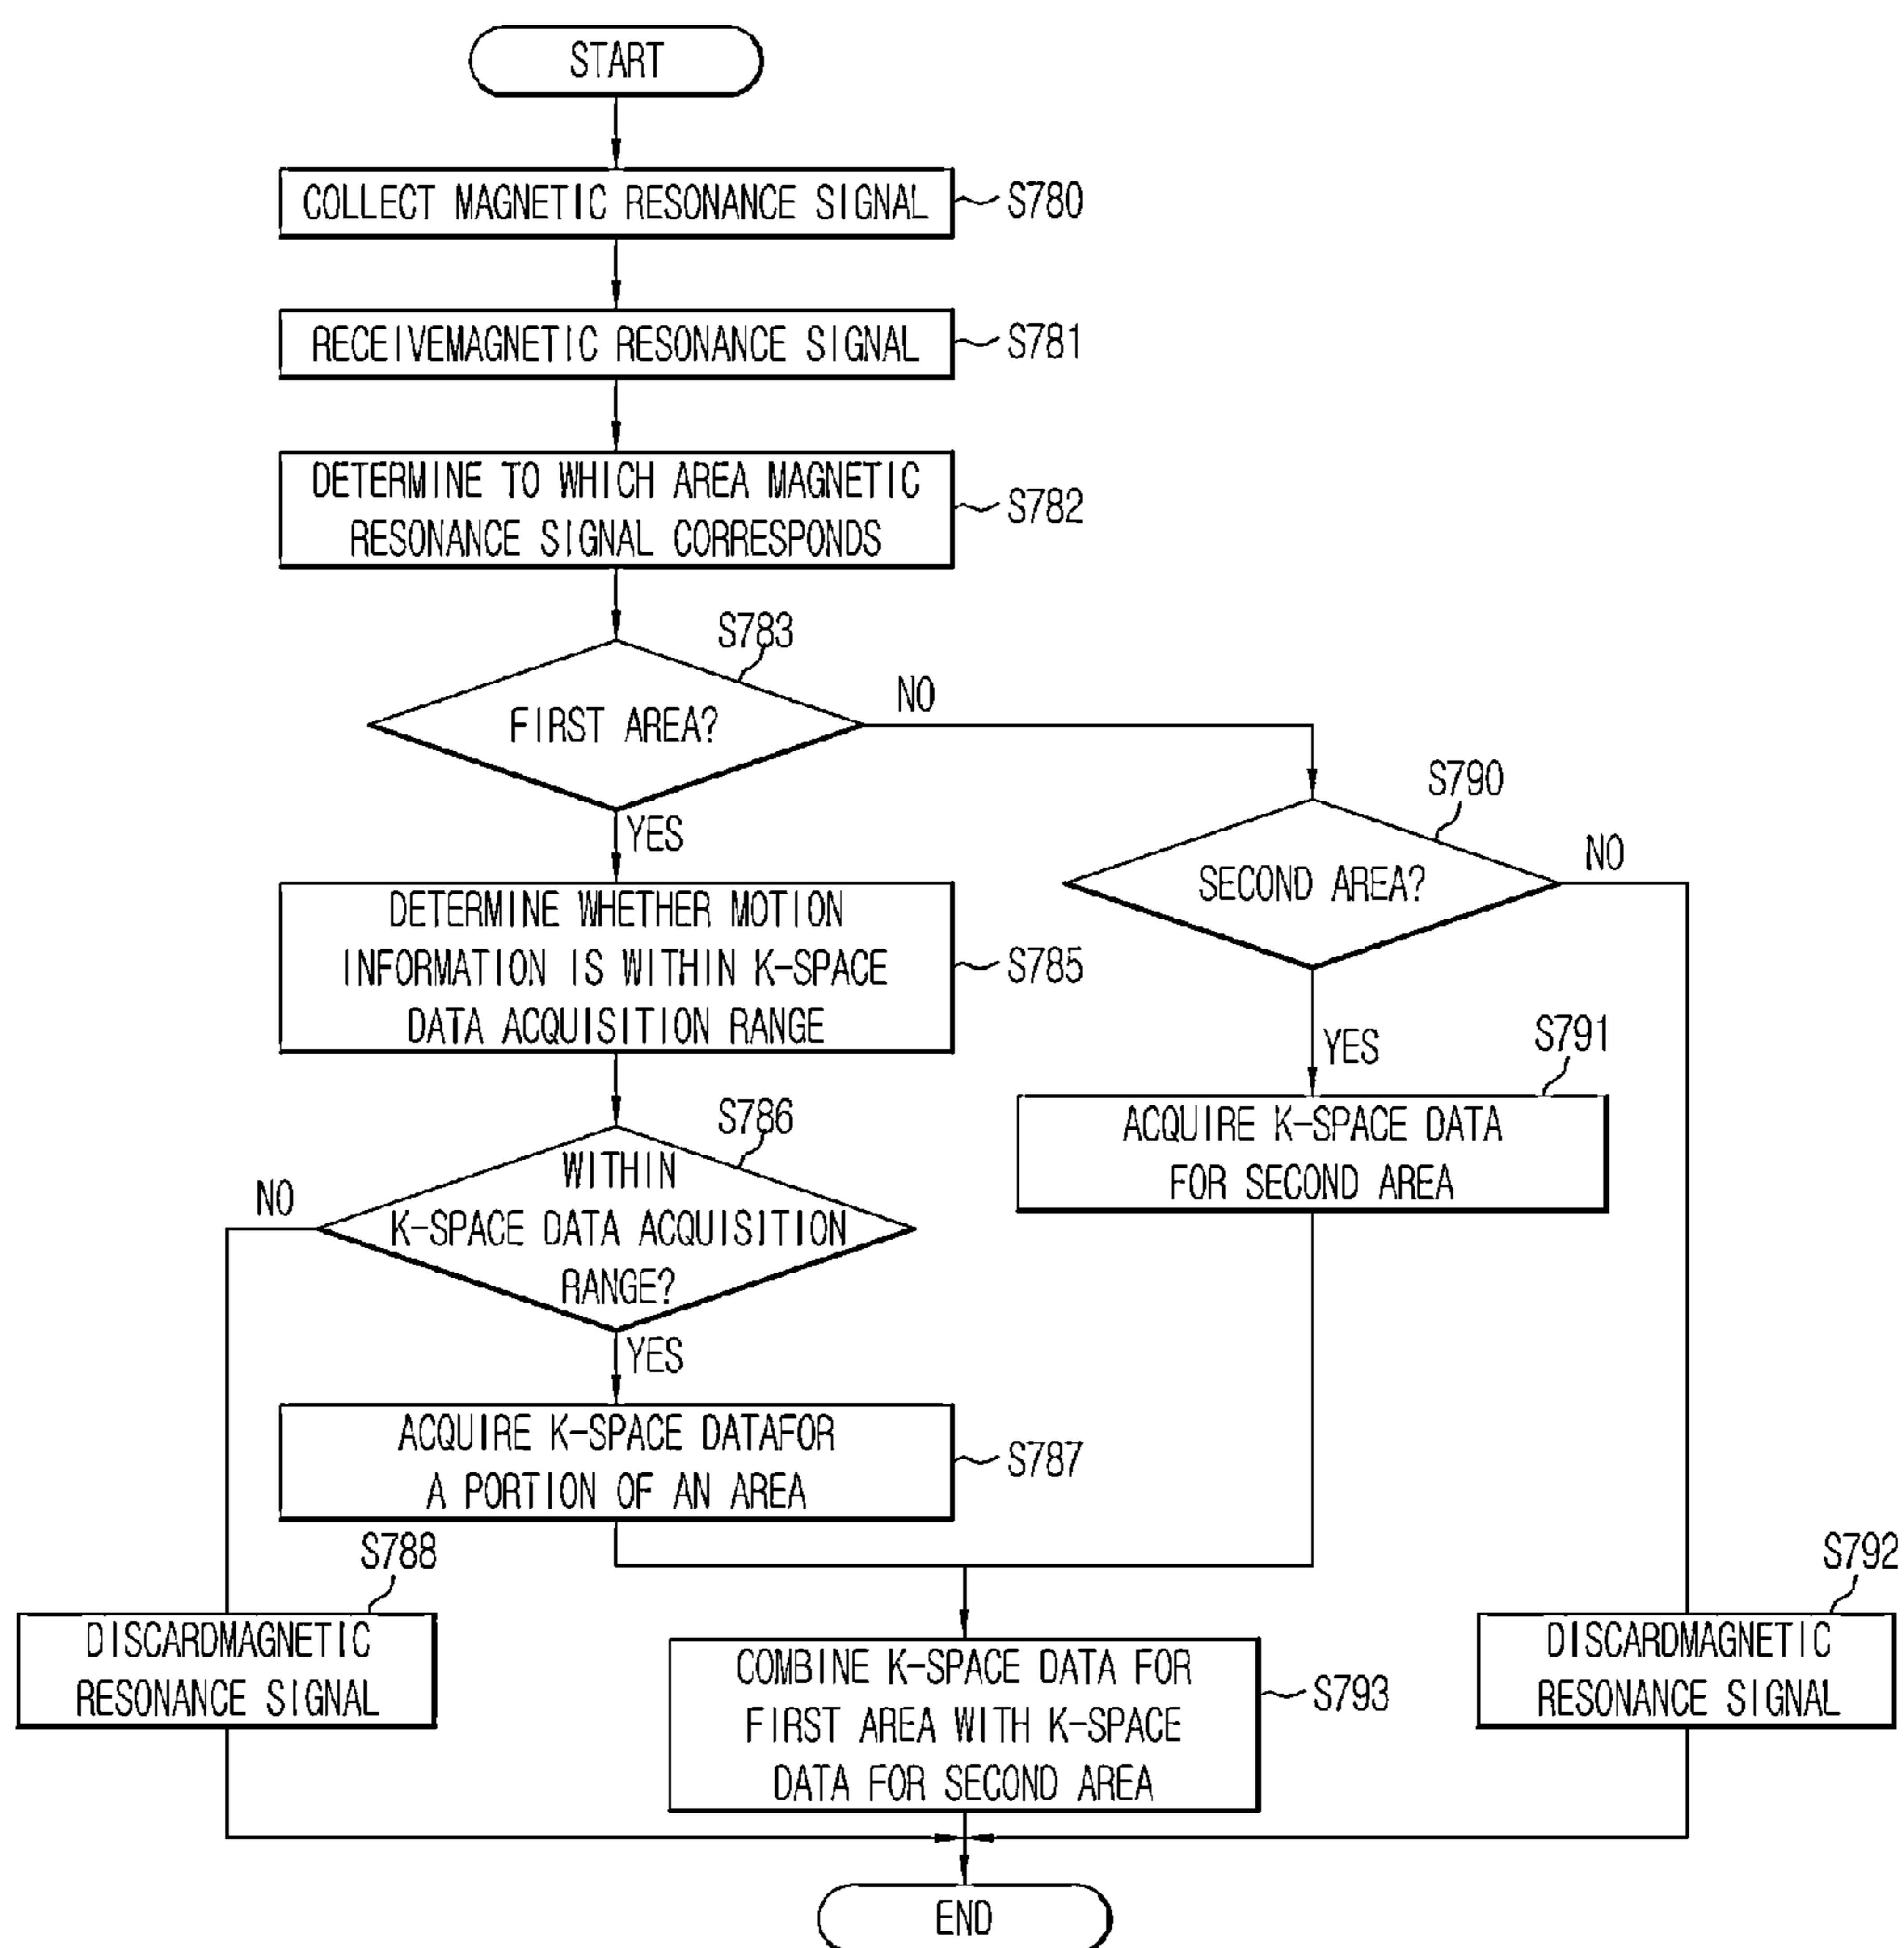 START
COLLECT MAGNETIC RESONANCE SIGNAL
S780
RECEIVEMAGNETIC RESONANCE SIGNAL
S781
DETERMINE TO WHICH AREA MAGNETIC
RESONANCE SIGNAL CORRESPONDS
S782
S783
FIRST AREA?
NO
YES
S790
SECOND AREA?
NO
YES
DETERMINE WHETHER MOTION
INFORMATION IS WITHIN K-SPACE
DATA ACQUISITION RANGE
S785
S791
ACQUIRE K-SPACE DATA
FOR SECOND AREA
S786
WITHIN
K-SPACE DATA ACQUISITION
RANGE?
NO
YES
ACQUIRE K-SPACE DATAFOR
A PORTION OF AN AREA
S787
S788
DISCARDMAGNETIC
RESONANCE SIGNAL
COMBINE K-SPACE DATA FOR
FIRST AREA WITH K-SPACE
DATA FOR SECOND AREA
S793
S792
DISCARDMAGNETIC
RESONANCE SIGNAL
END